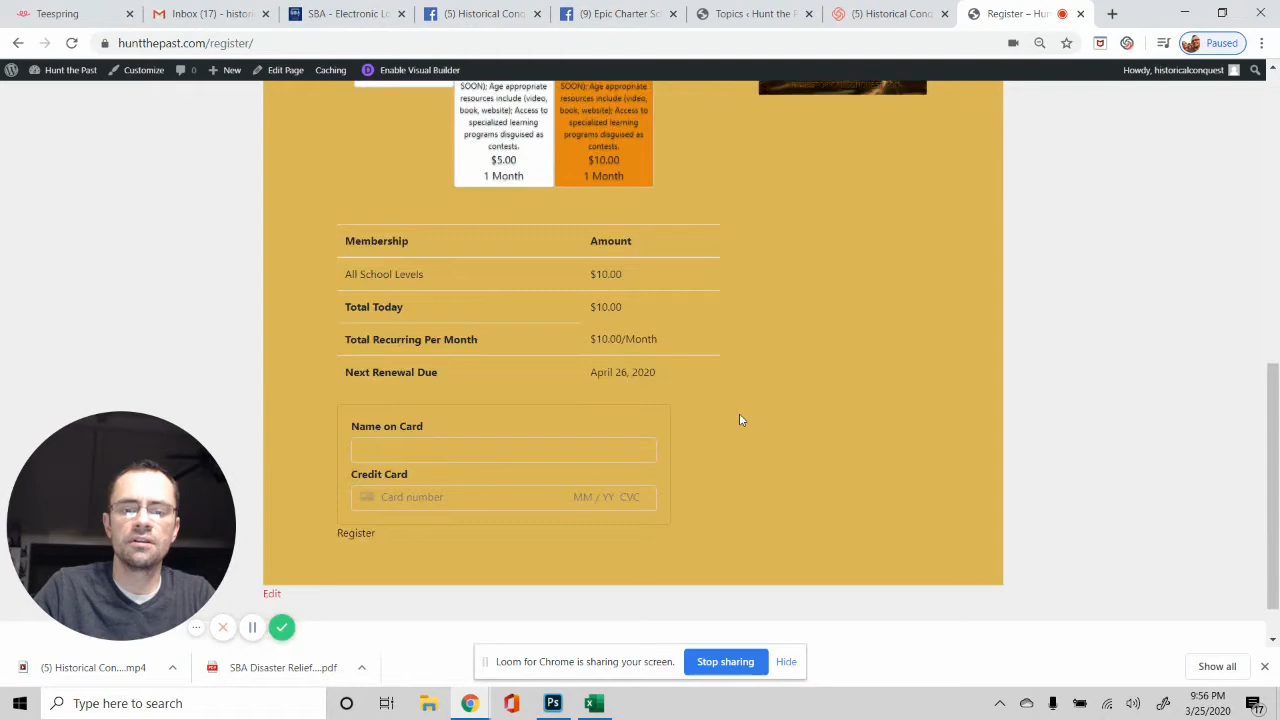 Teespring
Inbox (17) -
SBA -
(5) Historical Conq
(9) Epic Charter Sch
Topics ‹ Hunt the P
(5) Historical Conq
Register – Hun
huntthepast.com/register/
Paused
Hunt the Past
Customize
0
New
Edit Page
Caching
D Enable Visual Builder
Howdy, historicalconquest
SOON); Age appropriate
resources include (video,
book, website); Access to
specialized learning
programs disguised as
contests.
$5.00
1 Month
SOON); Age appropriate
resources include (video,
book, website); Access to
specialized learning
programs disguised as
contests.
$10.00
1 Month
Membership Amount
All School Levels $10.00
Total Today $10.00
Total Recurring Per Month $10.00/Month
Next Renewal Due April 26, 2020
Name on Card
Credit Card
Card number MM / YY CVC
Register
Edit
Loom for Chrome is sharing your screen. Stop sharing Hide
(5) Historical Con....mp4
SBA Disaster Relief...pdf
Show all
Type here to search
Ps
9:56 PM
3/25/2020
17